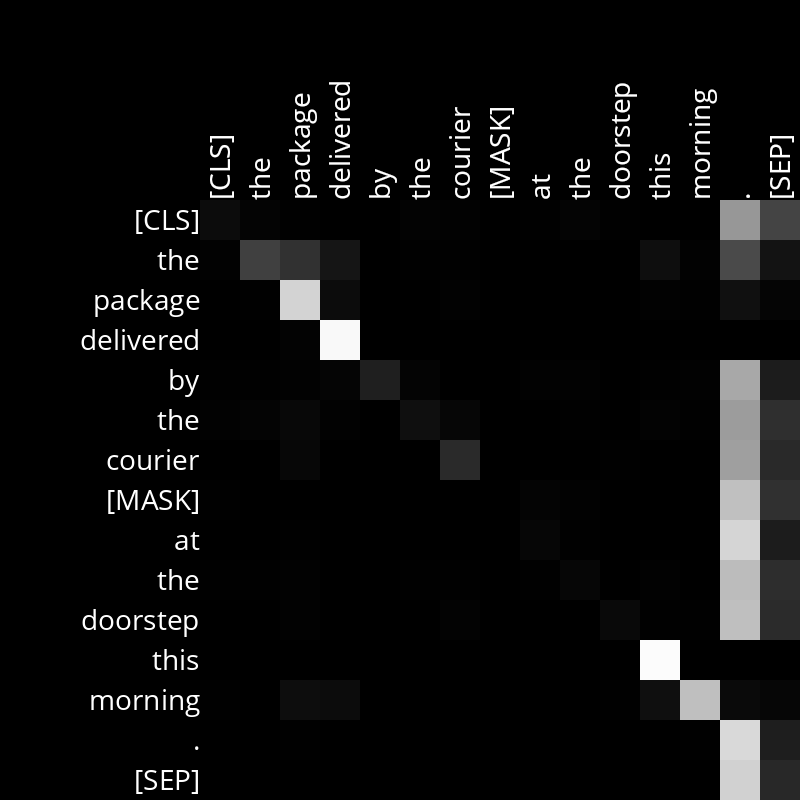 [CLS] the package delivered by the courier [MASK] at the doorstep this morning . [SEP]
[CLS]
the
package
delivered
by
the
courier
[MASK]
at
the
doorstep
this
morning
.
[SEP]